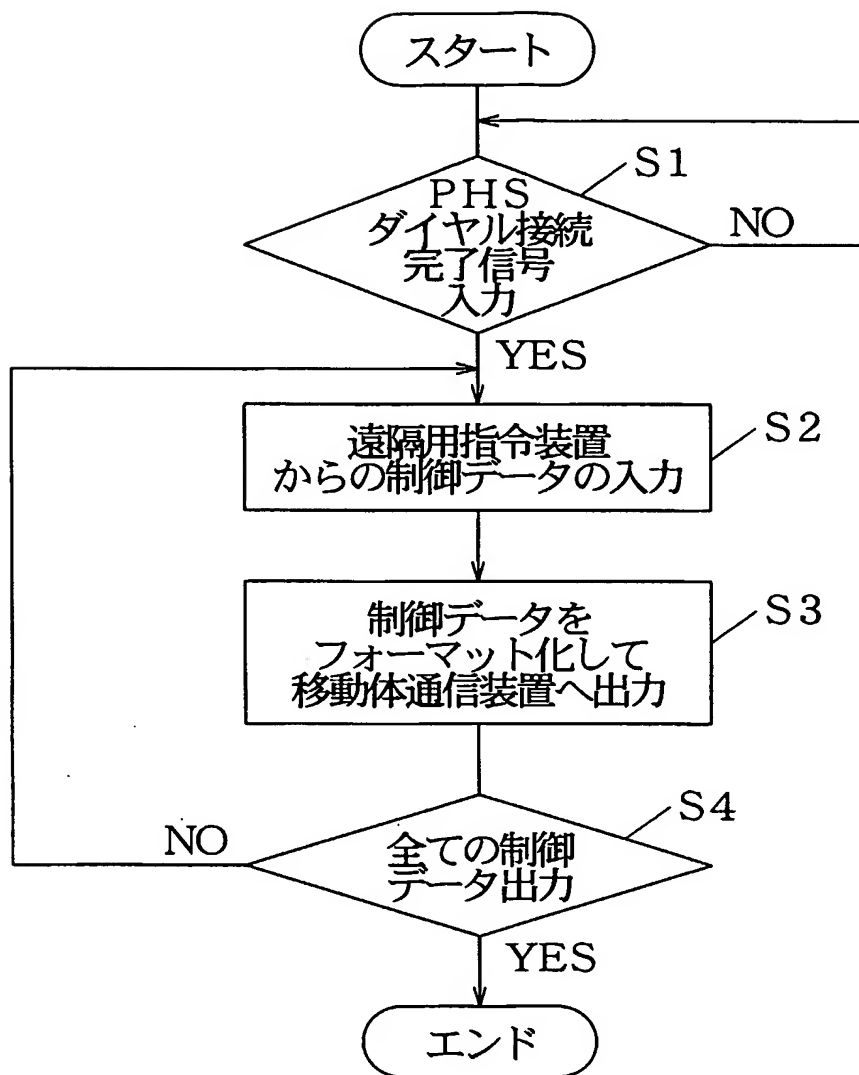 スタート
S1
PHS
ダイヤル接続
完了信号
入力
NO
YES
S2
遠隔用指令装置
からの制御データの入力
S3
制御データを
フォーマット化して
移動体通信装置へ出力
S4
NO
全ての制御
データ出力
YES
エンド